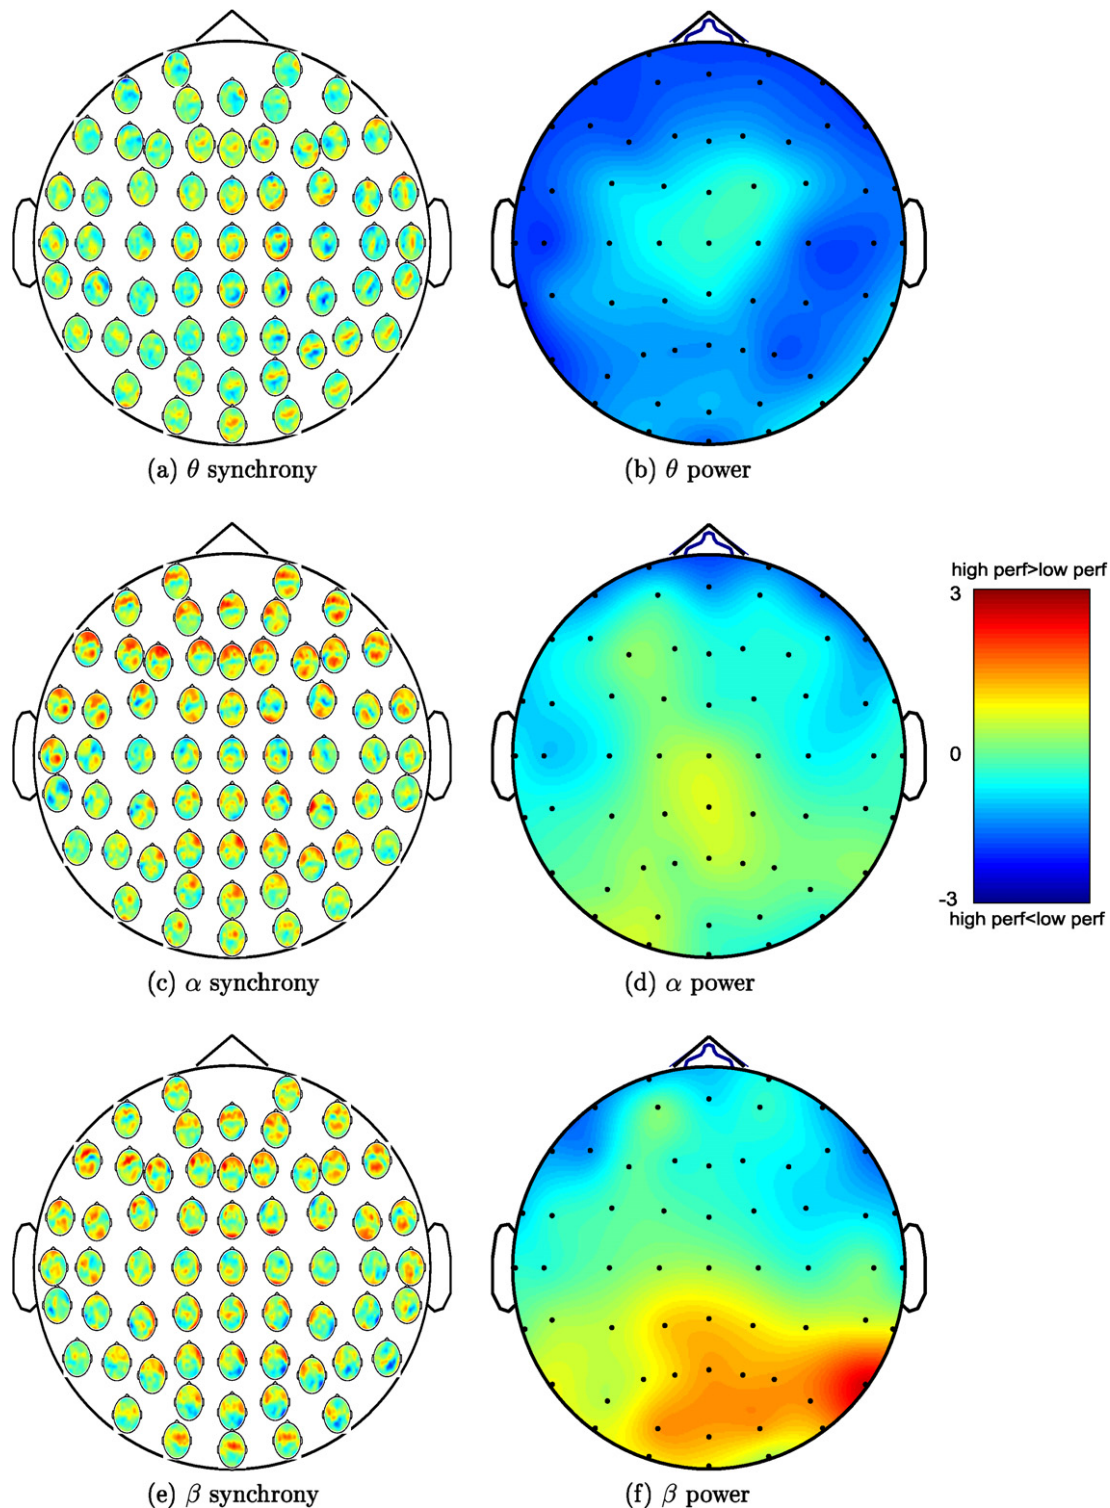 (a) θ synchrony
(b) θ power
high perf>low perf
3
0
-3
high perf<low perf
(c) α synchrony
(d) α power
(e) β synchrony
(f) β power